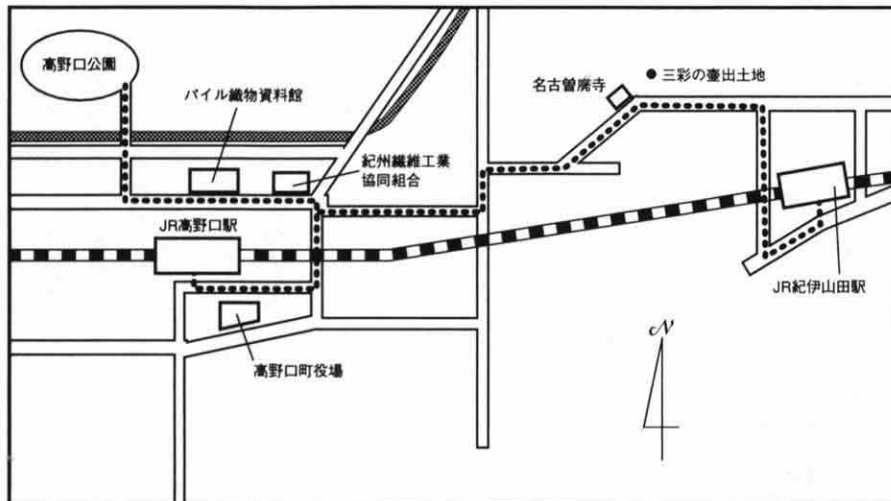 高野口公園
パイル織物資料館
名古曽廃寺
三彩の壷出土地
紀州繊維工業
協同組合
JR高野口駅
JR紀伊山田駅
高野口町役場
N